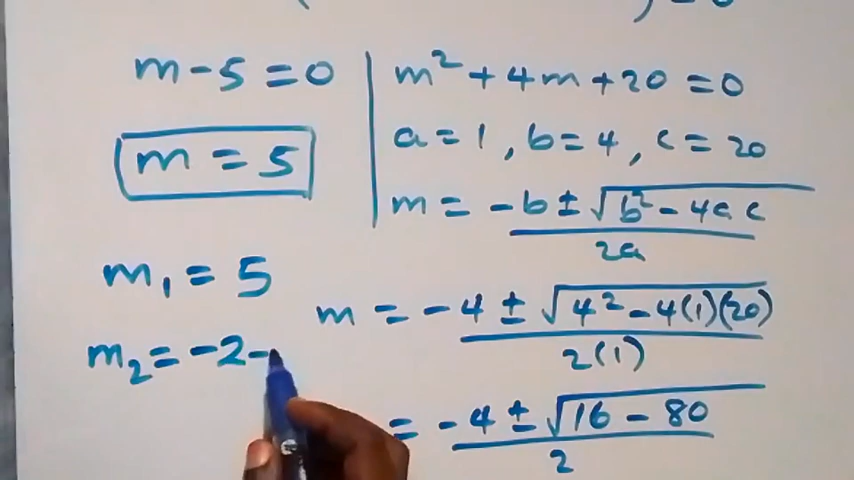 ) = 0
m - 5 = 0
m = 5
m₁ = 5
m₂ = -2-
m² + 4m + 20 = 0
a = 1, b = 4, c = 20
m = -b ± √b² - 4ac / 2a
m = -4 ± √4² - 4(1)(20) / 2(1)
= -4 ± √16 - 80 / 2